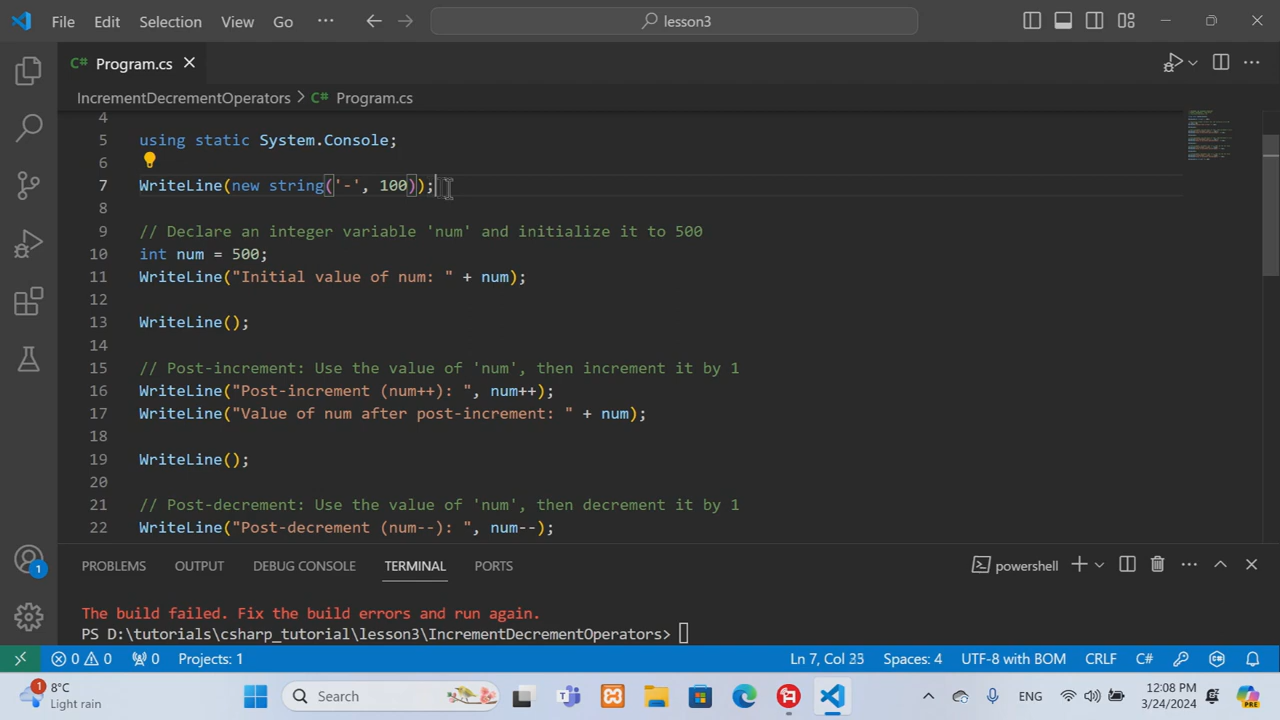 File Edit Selection View Go ··· lesson3
Program.cs
IncrementDecrementOperators > Program.cs
4
5 using static System.Console;
6
7 WriteLine(new string('-', 100));
8
9 // Declare an integer variable 'num' and initialize it to 500
10 int num = 500;
11 WriteLine("Initial value of num: " + num);
12
13 WriteLine();
14
15 // Post-increment: Use the value of 'num', then increment it by 1
16 WriteLine("Post-increment (num++): ", num++);
17 WriteLine("Value of num after post-increment: " + num);
18
19 WriteLine();
20
21 // Post-decrement: Use the value of 'num', then decrement it by 1
22 WriteLine("Post-decrement (num--): ", num--);
PROBLEMS OUTPUT DEBUG CONSOLE TERMINAL PORTS powershell
The build failed. Fix the build errors and run again.
PS D:\tutorials\csharp_tutorial\lesson3\IncrementDecrementOperators>
1
0 0 0 Projects: 1 Spaces: 4 UTF-8 with BOM CRLF C#
Ln 7, Col
1 8°C Search ENG 12:08 PM
Light rain 3/24/2024 PRE